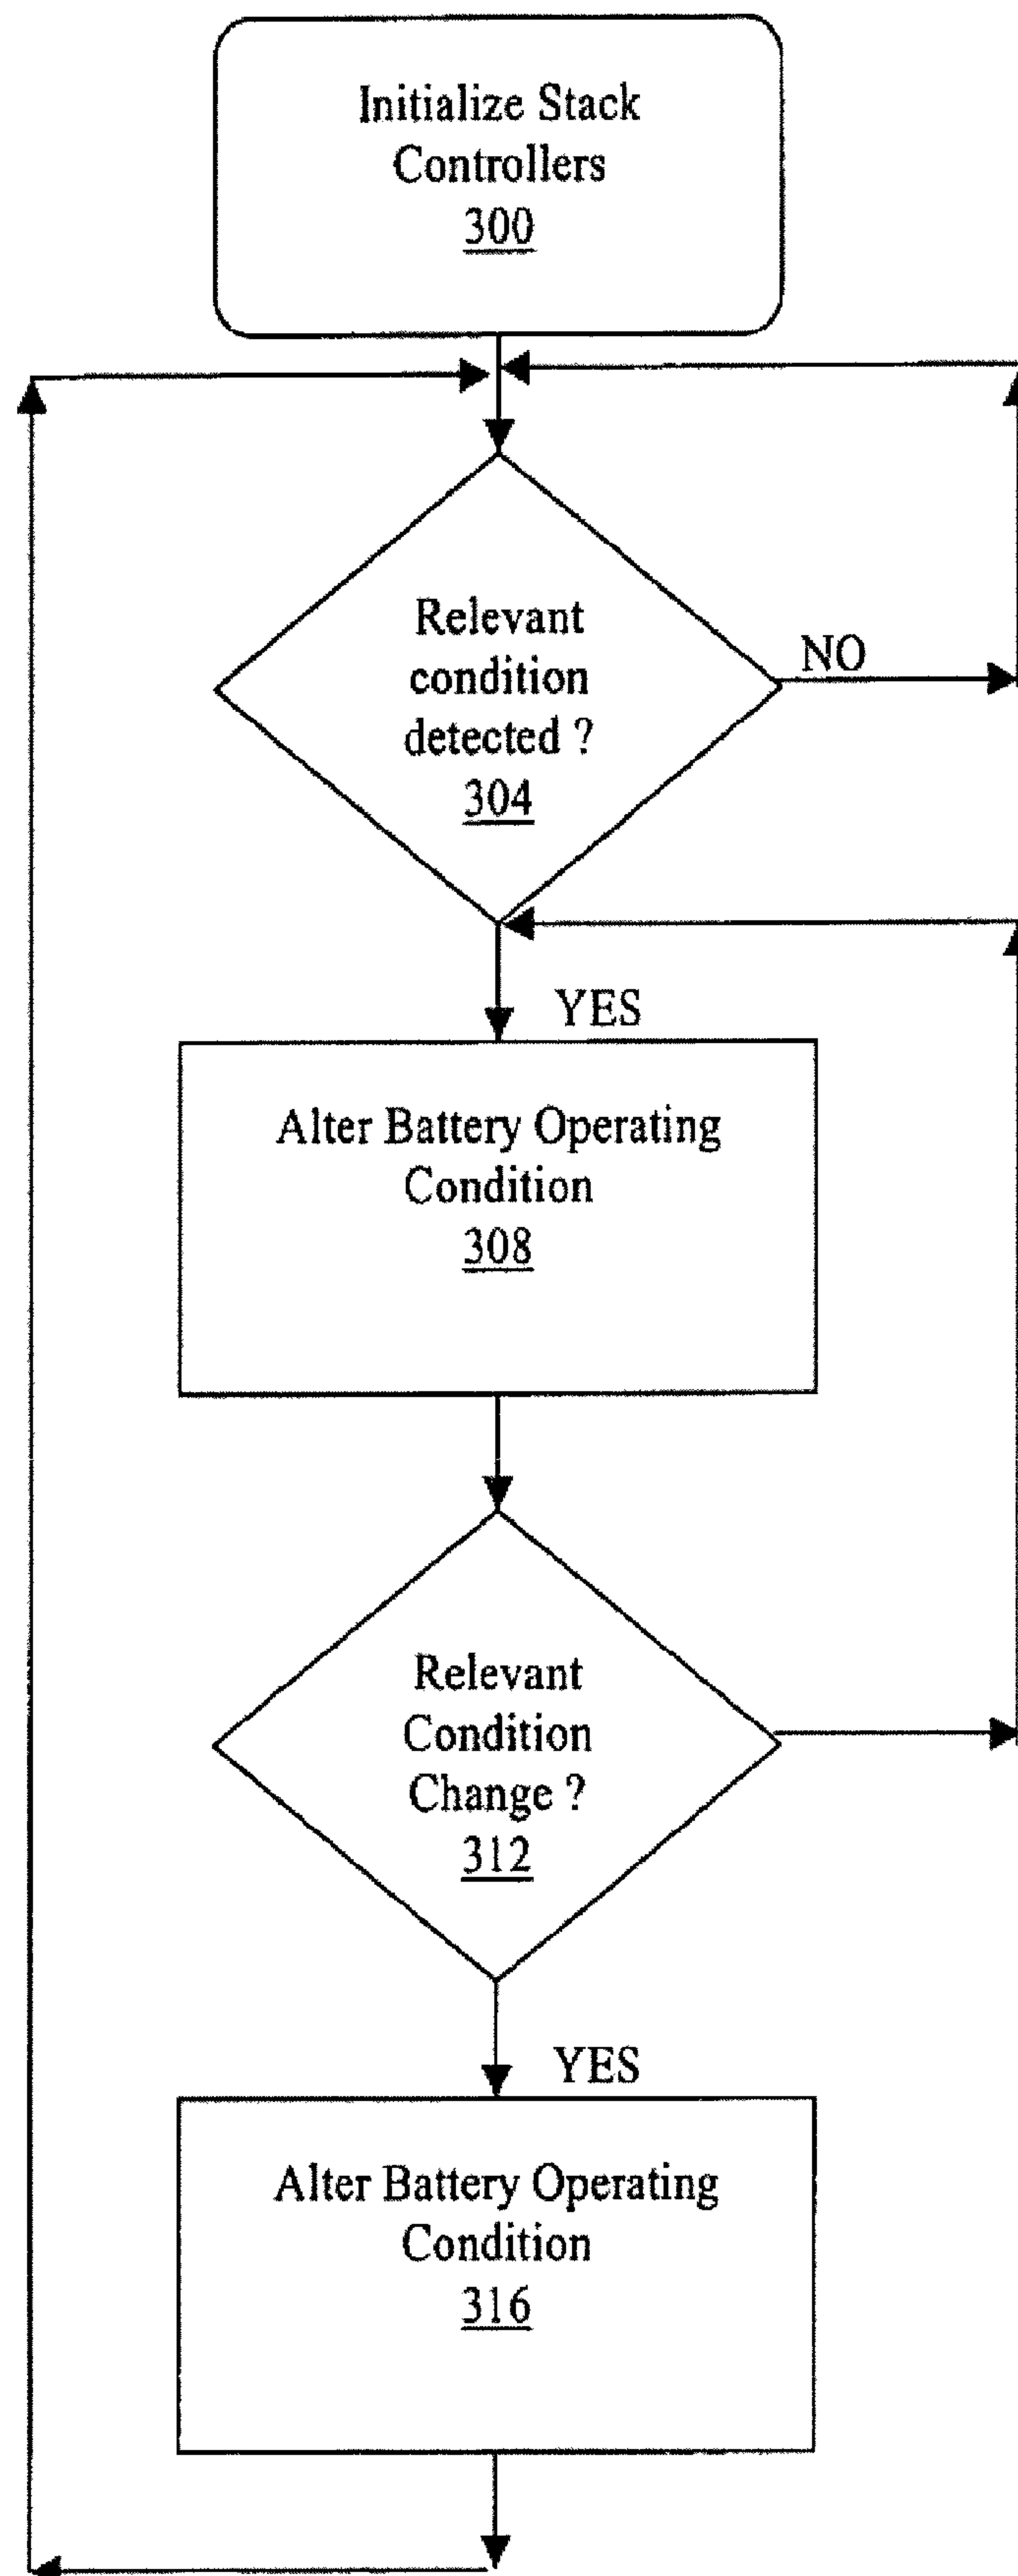 Initialize Stack
Controllers
300
Relevant
condition
detected ?
304
NO
YES
Alter Battery Operating
Condition
308
Relevant
Condition
Change ?
312
YES
Alter Battery Operating
Condition
316